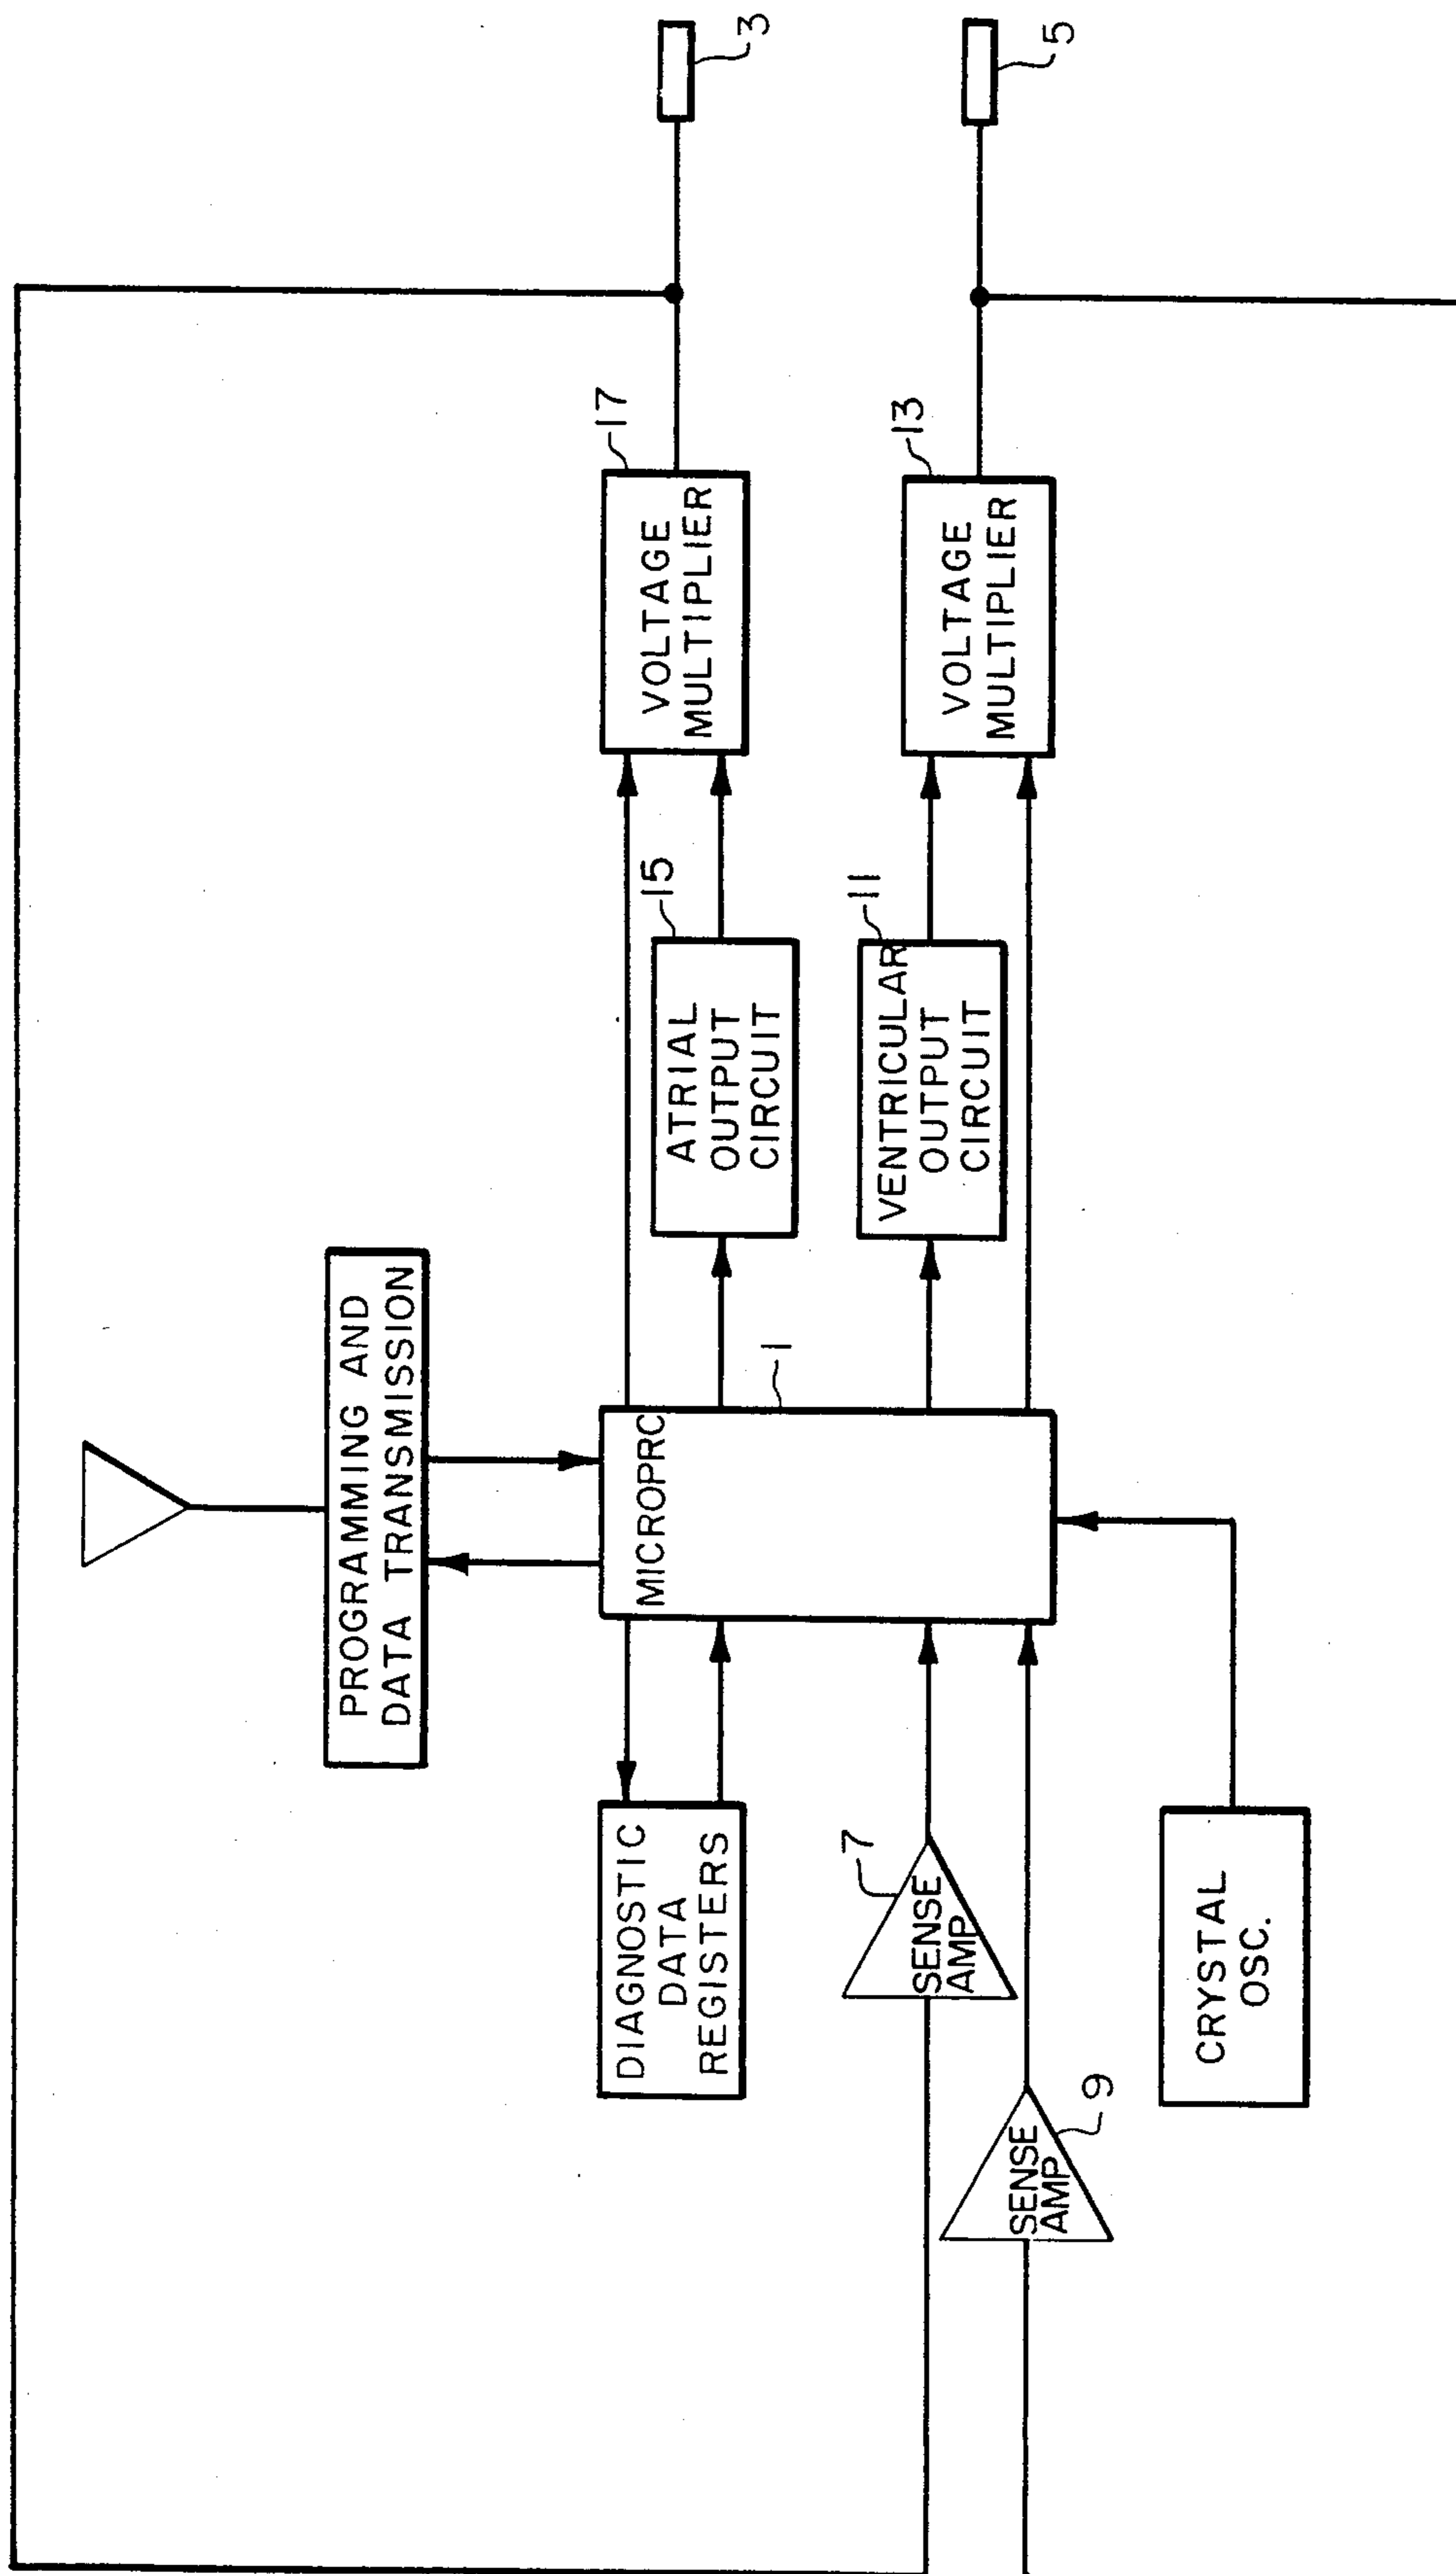 PROGRAMMING AND
DATA TRANSMISSION
DIAGNOSTIC
DATA
REGISTERS
MICROPRC
1
ATRIAL
OUTPUT
CIRCUIT
15
VOLTAGE
MULTIPLIER
17
3
SENSE
AMP
7
VENTRICULAR
OUTPUT
CIRCUIT
11
VOLTAGE
MULTIPLIER
13
5
SENSE
AMP
9
CRYSTAL
OSC.